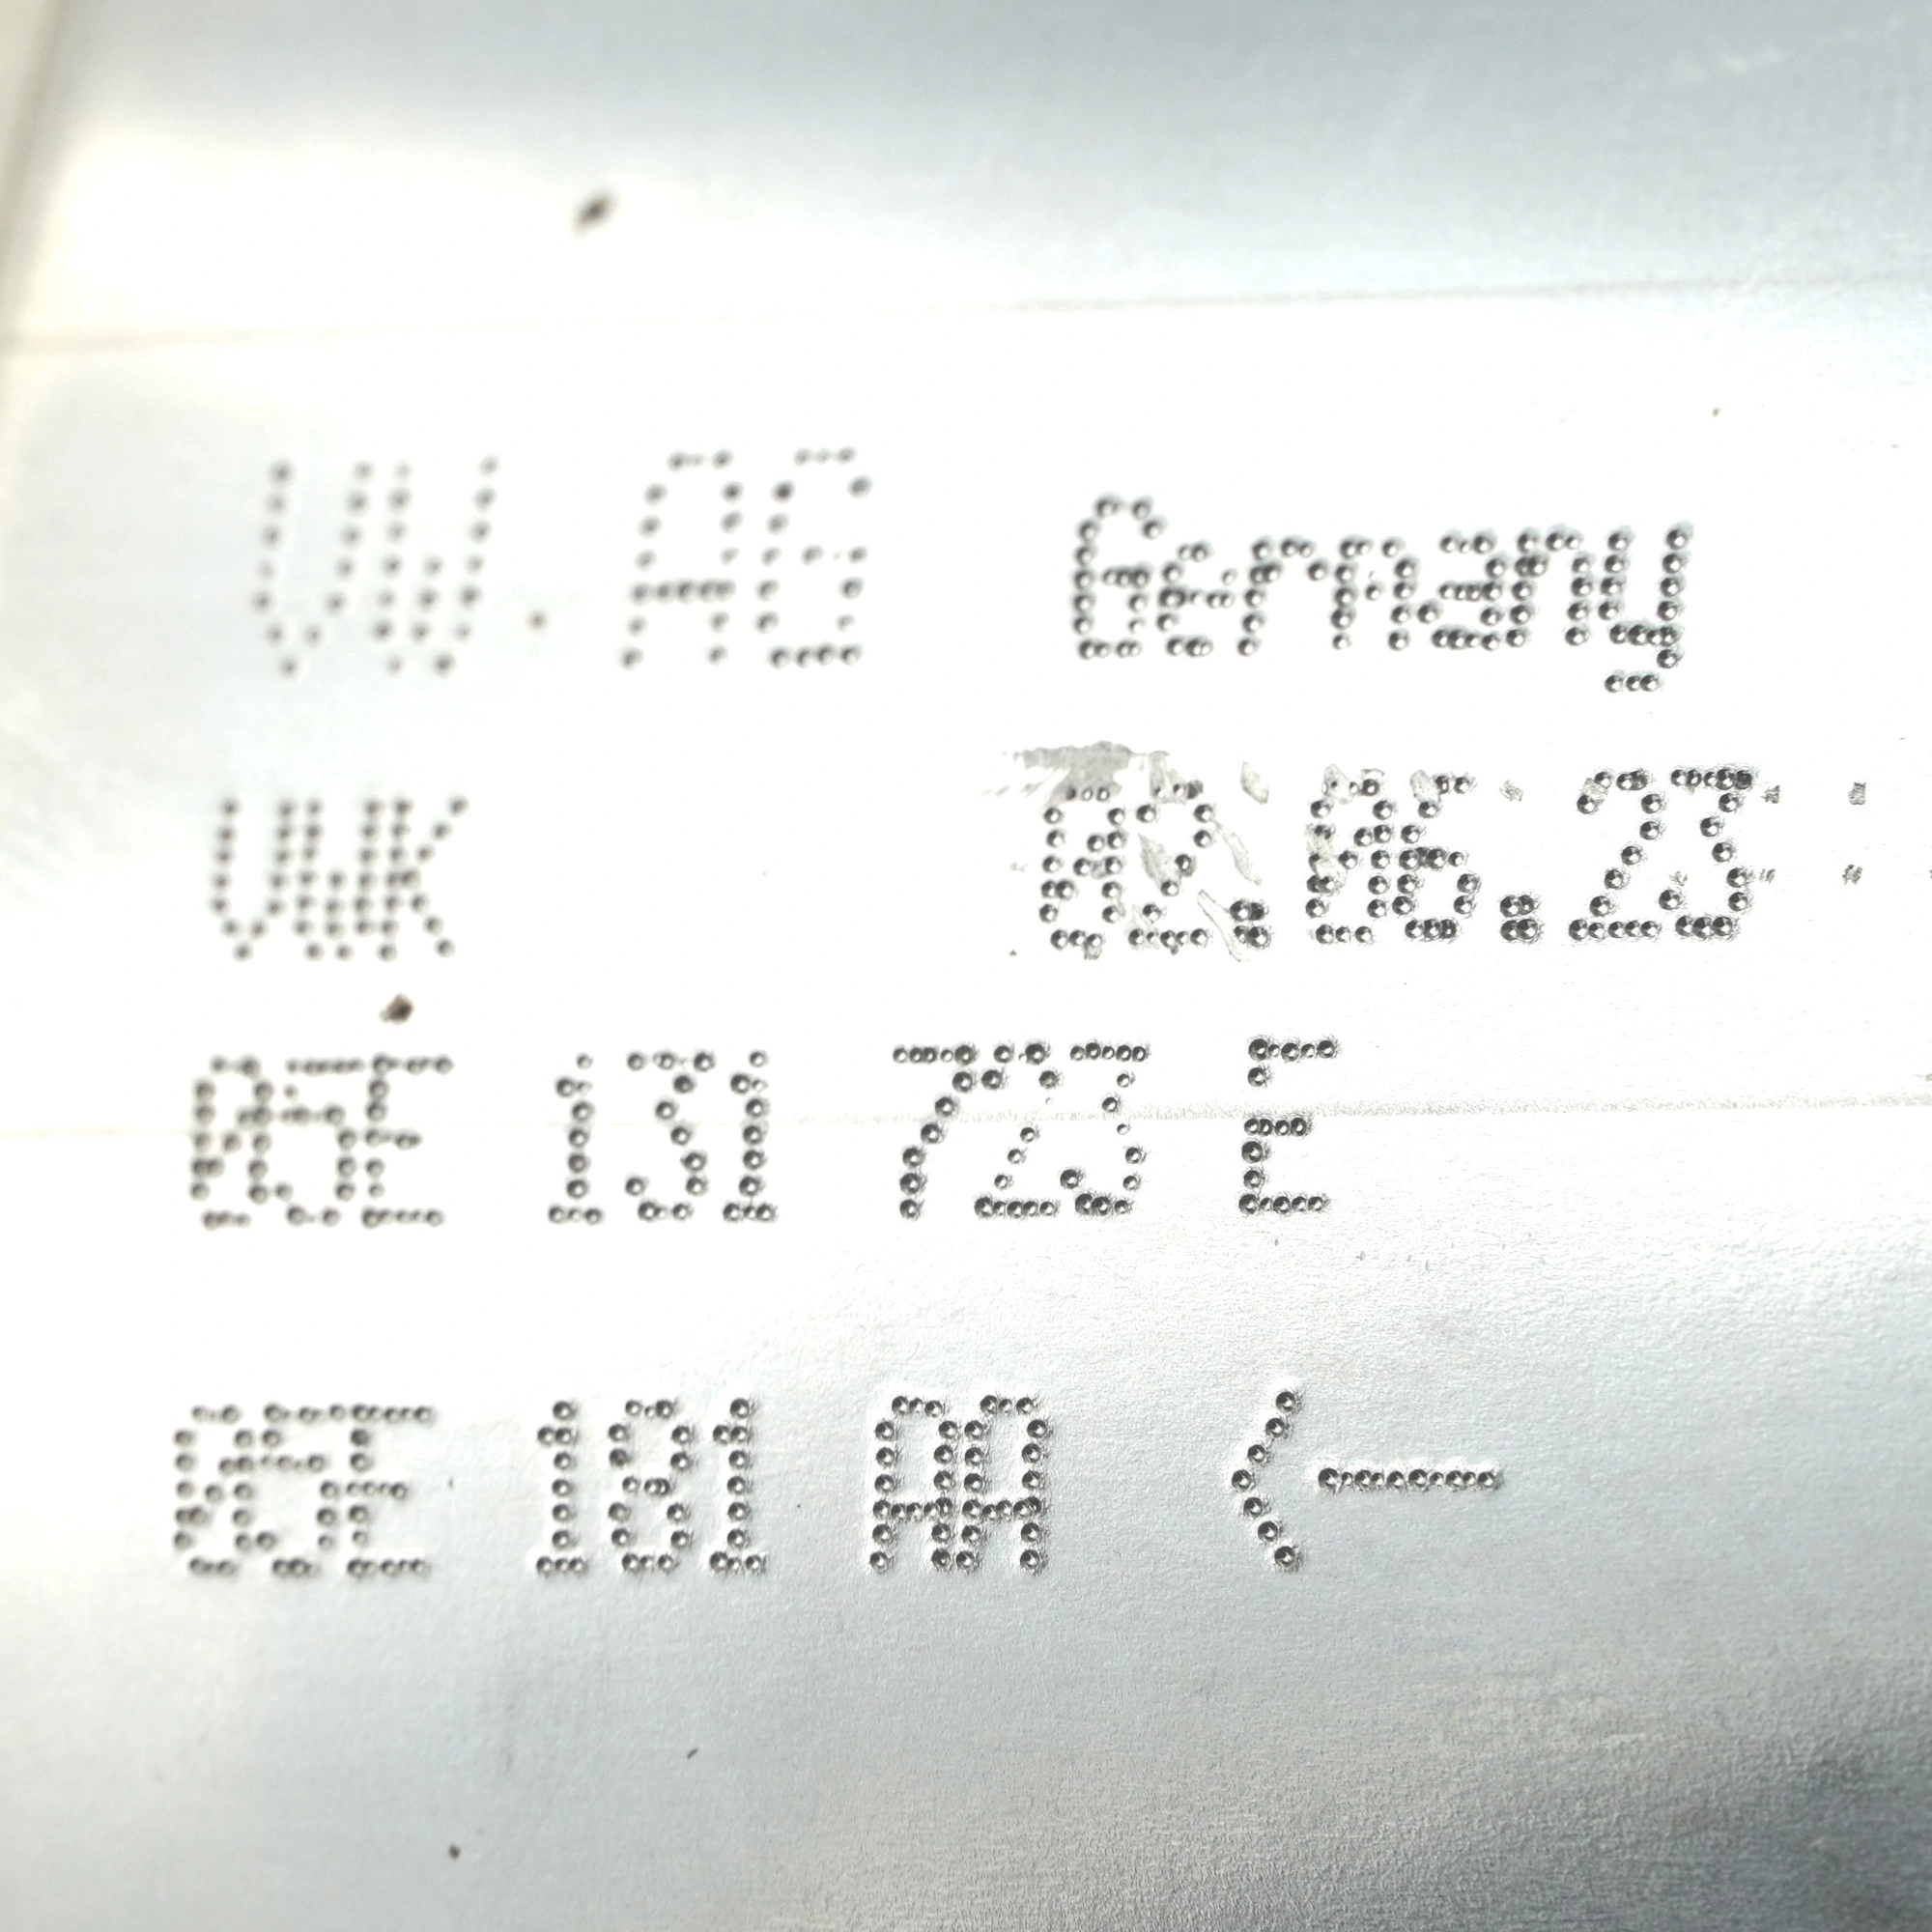 VW. AG Germany
VWK 02.06.23
05E 131 723 E
05E 181 AA <-